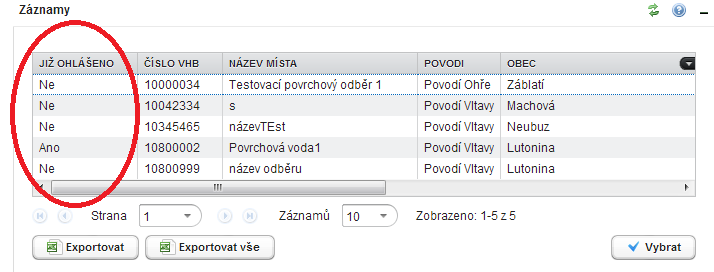 Záznamy
JIŽ OHLÁŠENO ČÍSLO VHB NÁZEV MÍSTA POVODI OBEC
Ne 10000034 Testovací povrchový odběr 1 Povodí Ohře Záblatí
Ne 10042334 s Povodí Vltavy Machová
Ne 10345465 názevTEst Povodí Vltavy Neubuz
Ano 10800002 Povrchová voda1 Povodí Vltavy Lutonina
Ne 10800999 název odběru Povodí Vltavy Lutonina
Strana 1 Záznamů 10 Zobrazeno: 1-5 z 5
Exportovat Exportovat vše Vybrat